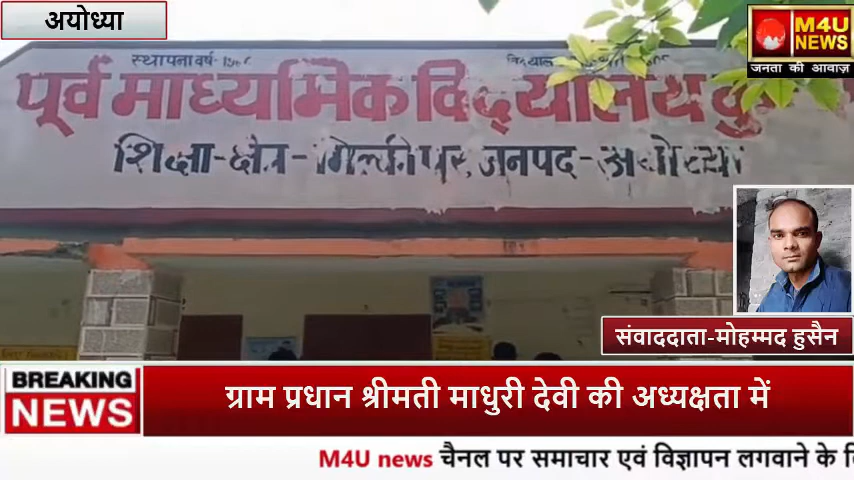 अयोध्या
M4U
NEWS
जनता की आवाज़
स्थापना वर्ष-
पूर्व माध्यमिक विद्यालय
शिक्षा-क्षेत्र-मिल्कीपुर, जनपद-अयोध्या
संवाददाता-मोहम्मद हुसैन
BREAKING
NEWS
ग्राम प्रधान श्रीमती माधुरी देवी की अध्यक्षता में
M4U news चैनल पर समाचार एवं विज्ञापन लगवाने के